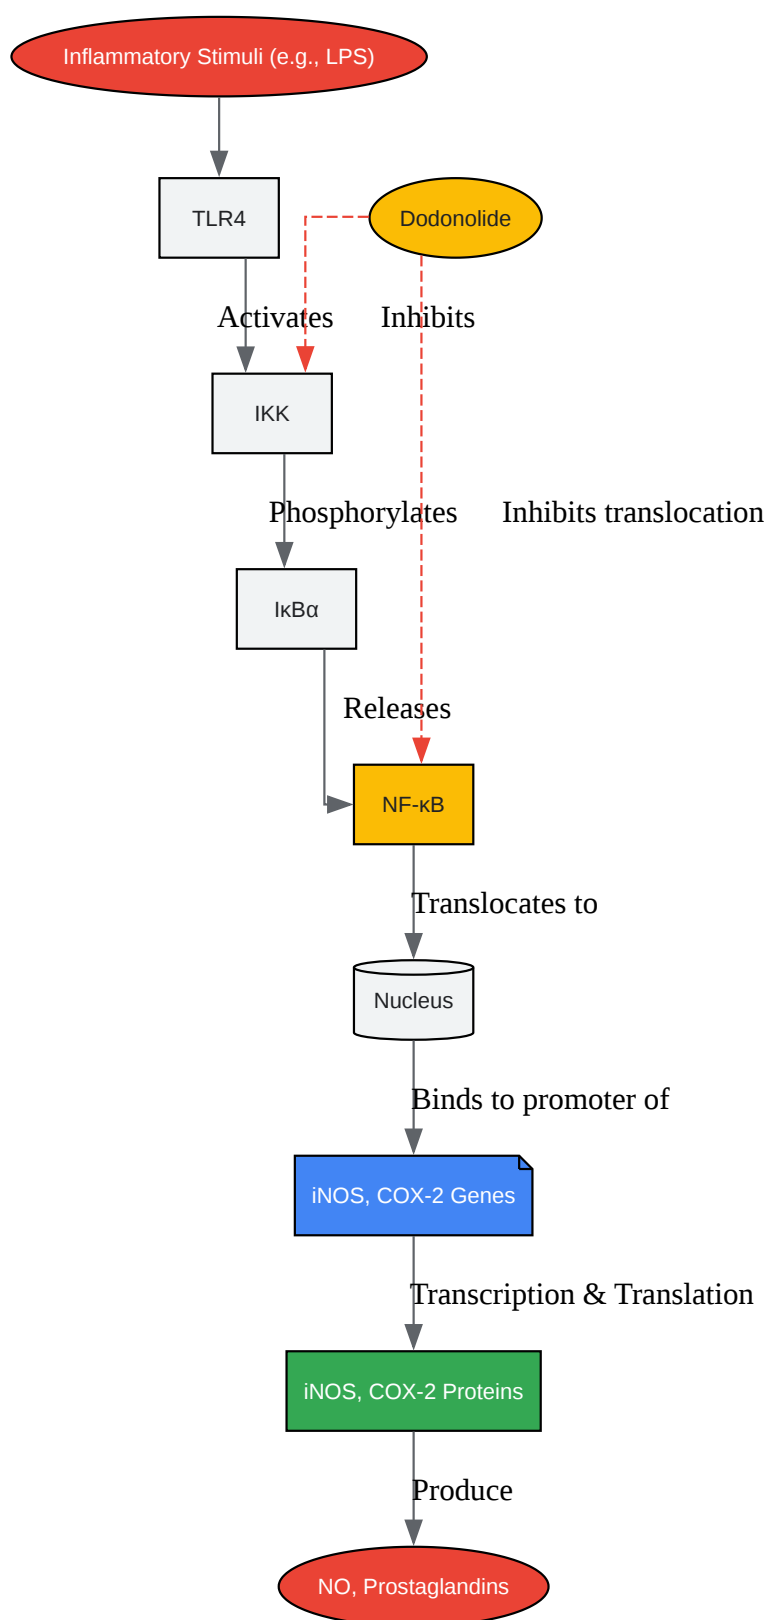 Inflammatory Stimuli (e.g., LPS)
TLR4
Dodonolide
Activates
Inhibits
IKK
Phosphorylates
Inhibits translocation
IκBα
Releases
NF-κB
Translocates to
Nucleus
Binds to promoter of
iNOS, COX-2 Genes
Transcription & Translation
iNOS, COX-2 Proteins
Produce
NO, Prostaglandins